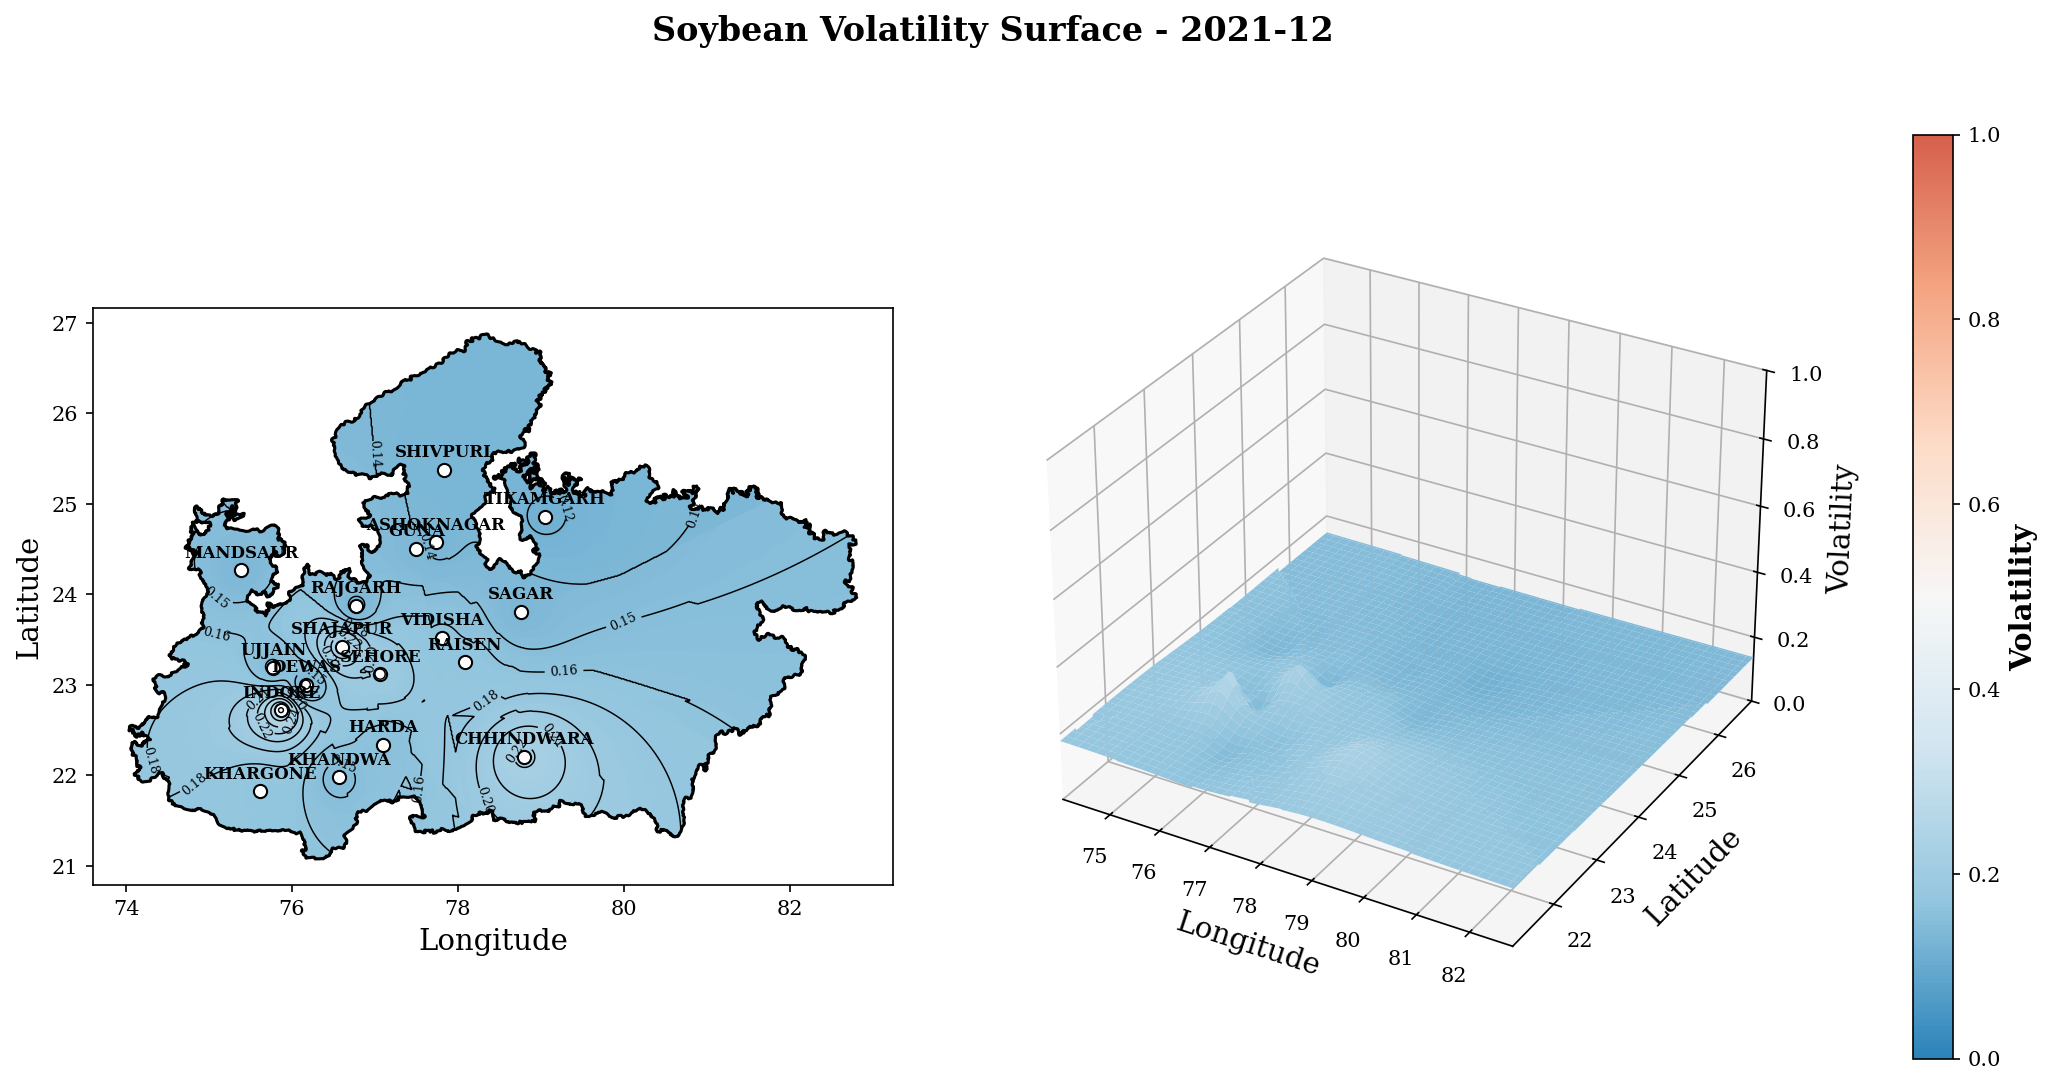 Soybean Volatility Surface - 2021-12
27
26
25
24
23
22
21
Latitude
74
76
78
80
82
Longitude
SHIVPURI
TIKAMGARH
ASHOKNAGAR
GUNA
MANDSAUR
RAJGARH
SAGAR
VIDISHA
SHAJAPUR
RAISEN
UJJAIN
SEHORE
DEWAS
INDORE
HARDA
CHHINDWARA
KHANDWA
KHARGONE
0.14
0.14
0.15
0.16
0.15
0.16
0.18
0.18
0.18
0.16
0.20
0.22
0.22
1.0
0.8
0.6
0.4
0.2
0.0
Volatility
75
76
77
78
79
80
81
82
Longitude
22
23
24
25
26
Latitude
1.0
0.8
0.6
0.4
0.2
0.0
Volatility